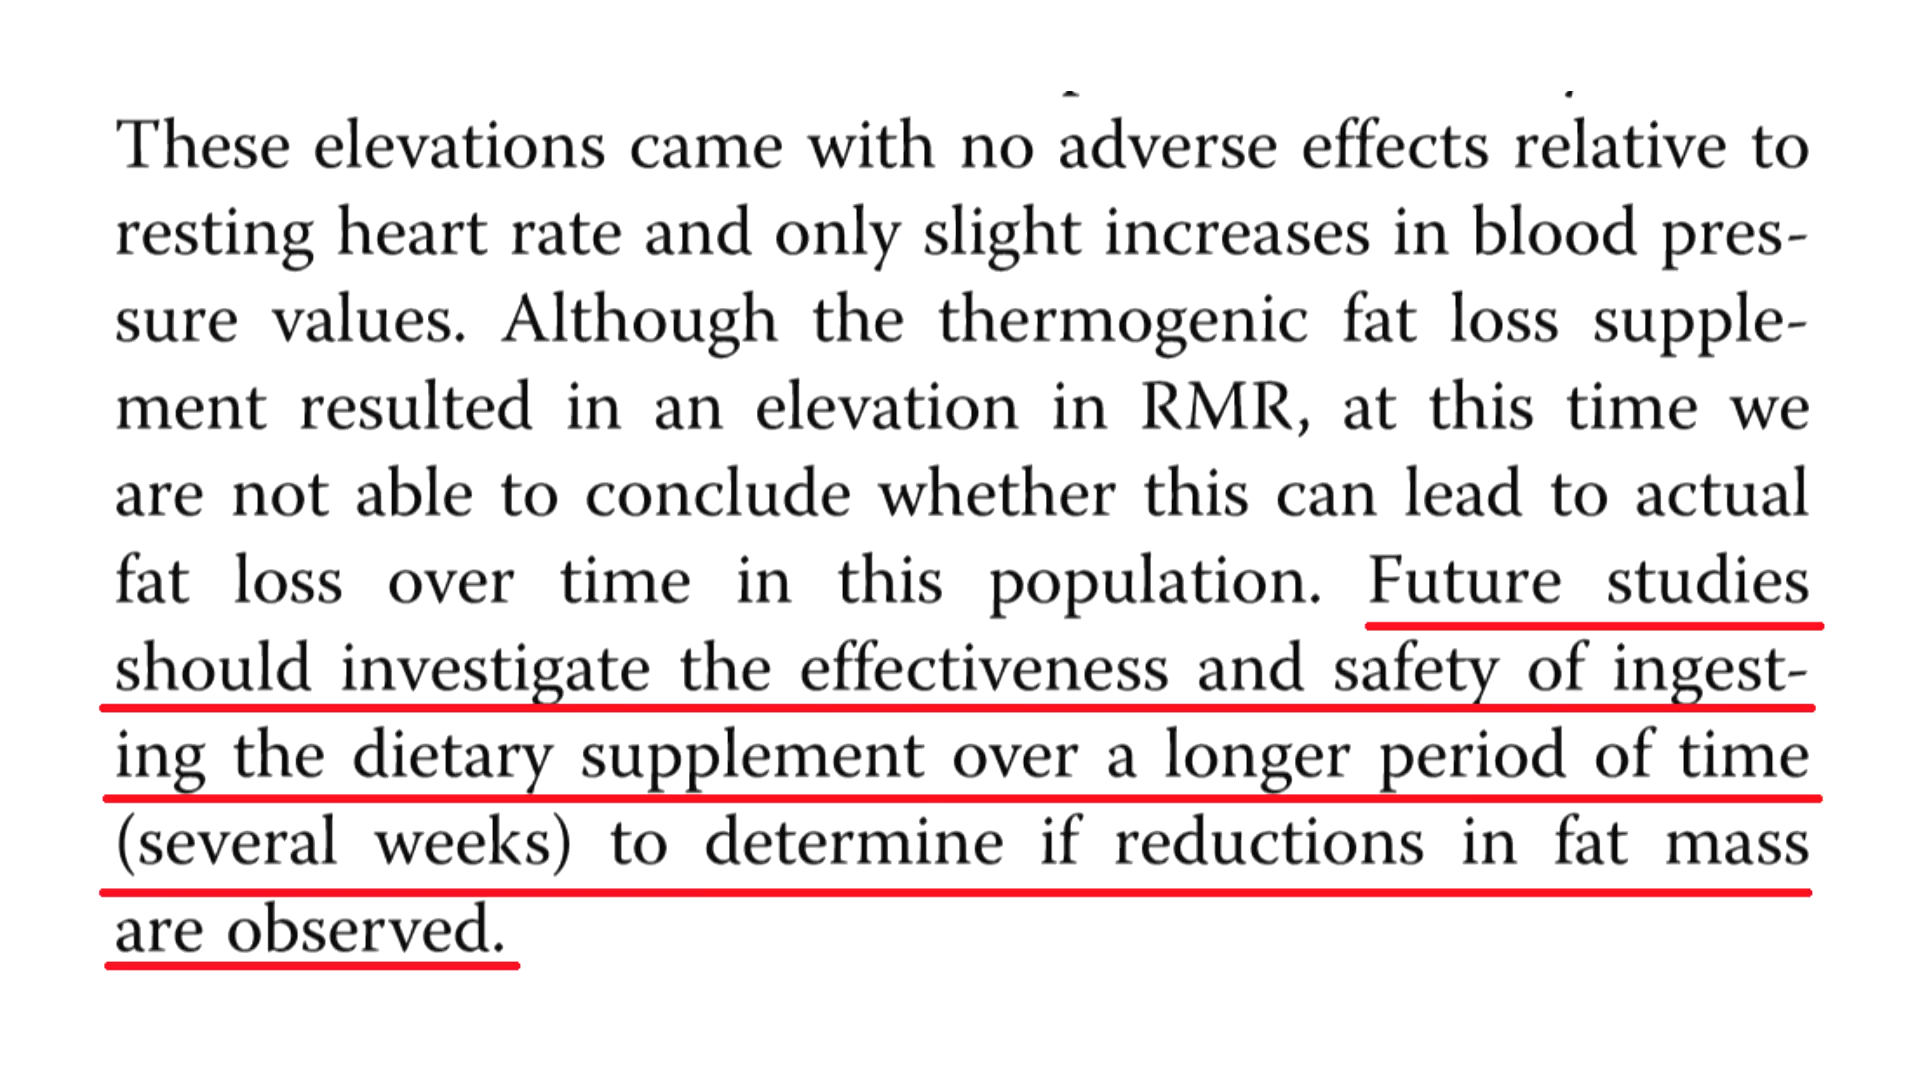 These elevations came with no adverse effects relative to
resting heart rate and only slight increases in blood pres-
sure values. Although the thermogenic fat loss supple-
ment resulted in an elevation in RMR, at this time we
are not able to conclude whether this can lead to actual
fat loss over time in this population. Future studies
should investigate the effectiveness and safety of ingest-
ing the dietary supplement over a longer period of time
(several weeks) to determine if reductions in fat mass
are observed.